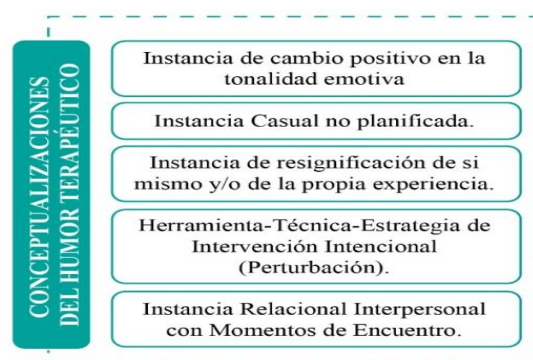 CONCEPTUALIZACIONES
DEL HUMOR TERAPÉUTICO
Instancia de cambio positivo en la
tonalidad emotiva
Instancia Casual no planificada.
Instancia de resignificación de si
mismo y/o de la propia experiencia.
Herramienta-Técnica-Estrategia de
Intervención Intencional
(Perturbación).
Instancia Relacional Interpersonal
con Momentos de Encuentro.